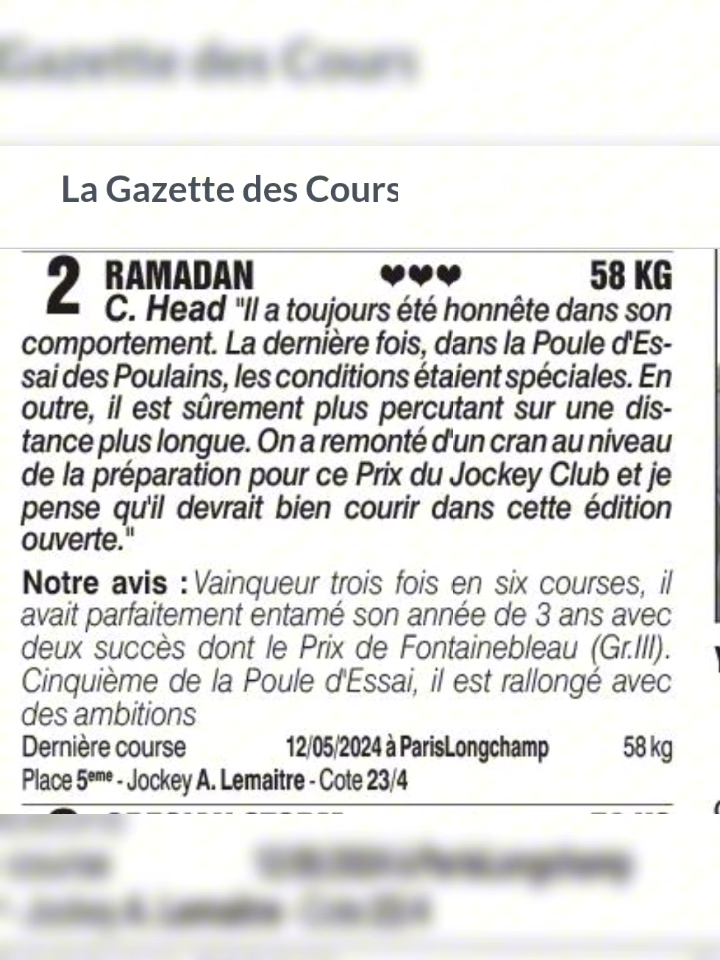 La Gazette des Cours
2 RAMADAN ♥♥♥ 58 KG
C. Head "Il a toujours été honnête dans son
comportement. La dernière fois, dans la Poule d'Es-
sai des Poulains, les conditions étaient spéciales. En
outre, il est sûrement plus percutant sur une dis-
tance plus longue. On a remonté d'un cran au niveau
de la préparation pour ce Prix du Jockey Club et je
pense qu'il devrait bien courir dans cette édition
ouverte."
Notre avis : Vainqueur trois fois en six courses, il
avait parfaitement entamé son année de 3 ans avec
deux succès dont le Prix de Fontainebleau (Gr.III).
Cinquième de la Poule d'Essai, il est rallongé avec
des ambitions
Dernière course 12/05/2024 à ParisLongchamp 58 kg
Place 5eme - Jockey A. Lemaitre - Cote 23/4